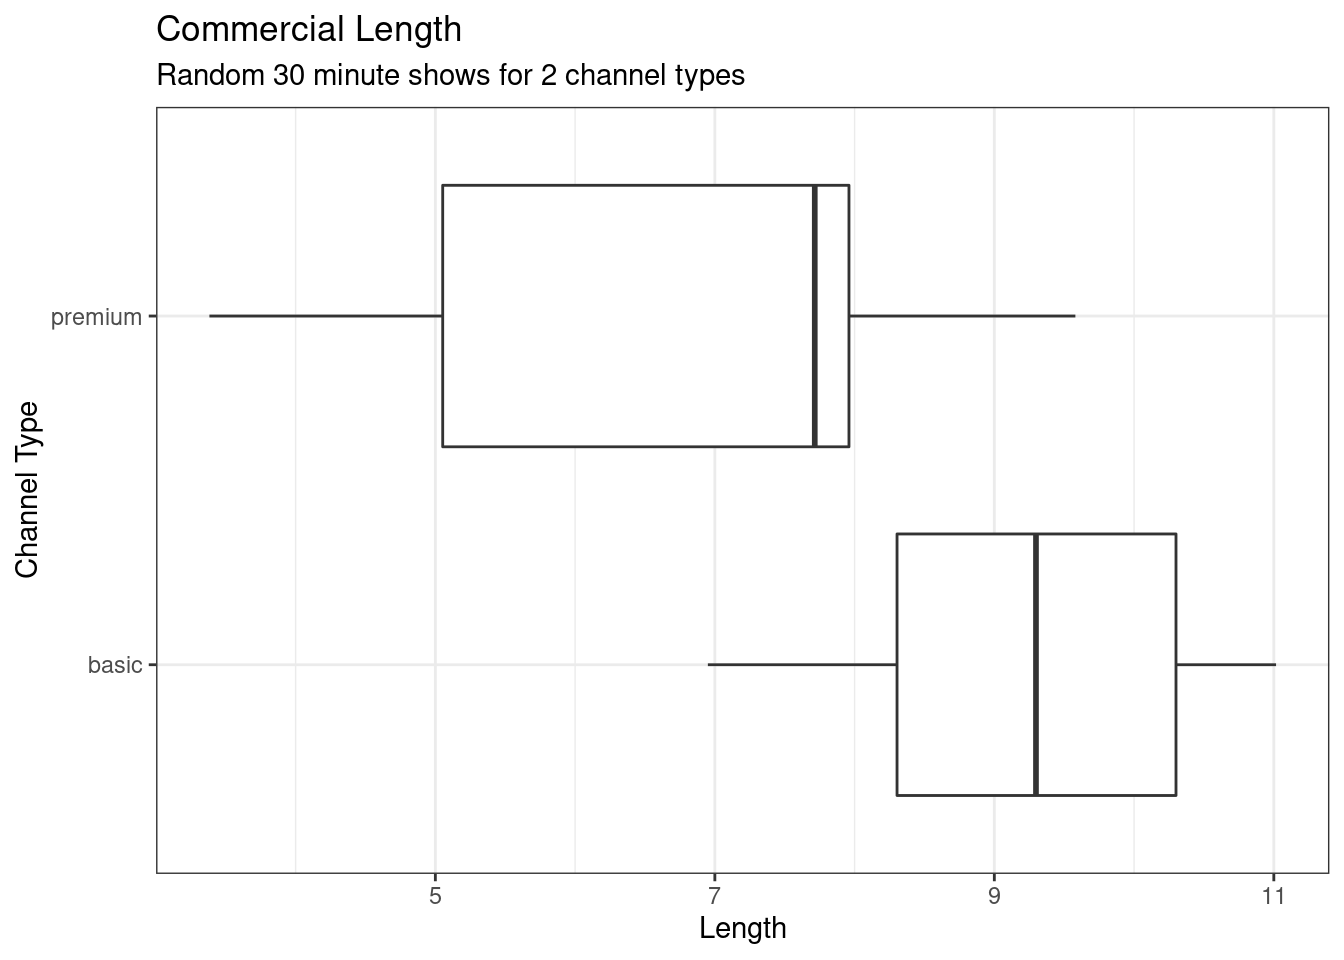 Commercial Length
Random 30 minute shows for 2 channel types
premium
basic
Channel Type
5 7 9 11
Length